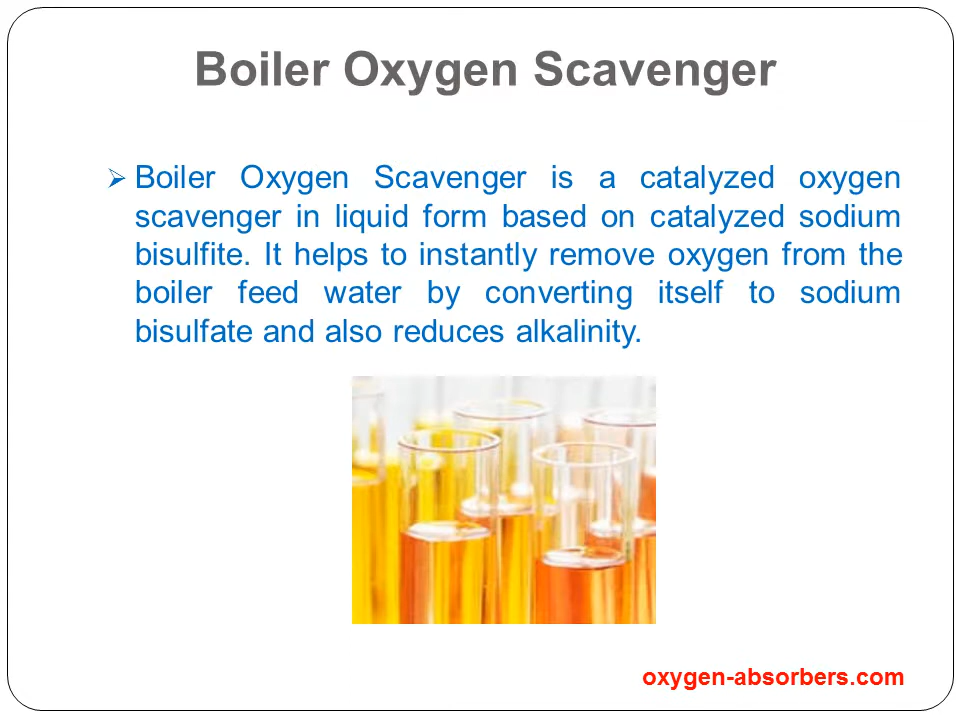 Boiler Oxygen Scavenger
➢ Boiler Oxygen Scavenger is a catalyzed oxygen
scavenger in liquid form based on catalyzed sodium
bisulfite. It helps to instantly remove oxygen from the
boiler feed water by converting itself to sodium
bisulfate and also reduces alkalinity.
oxygen-absorbers.com